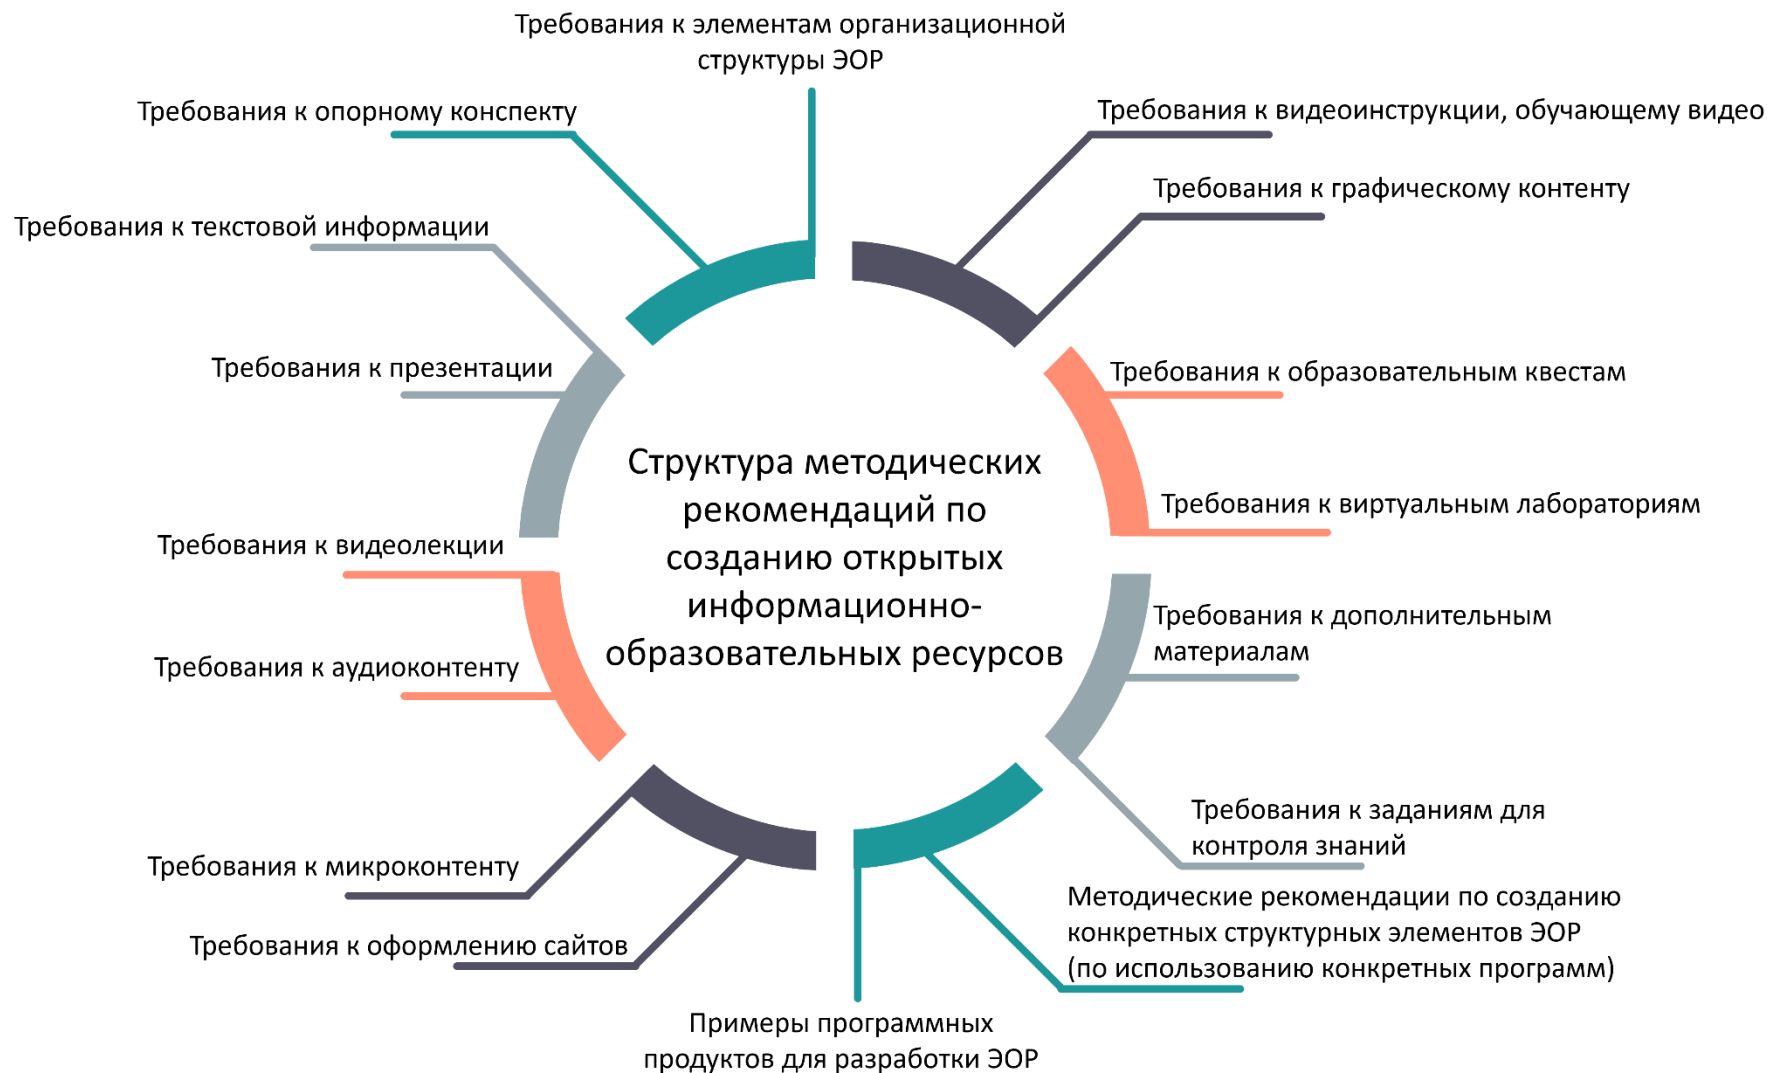 Требования к элементам организационной
структуры ЭОР
Требования к опорному конспекту
Требования к видеоинструкции, обучающему видео
Требования к графическому контенту
Требования к текстовой информации
Требования к презентации
Требования к образовательным квестам
Структура методических
рекомендаций по
созданию открытых
информационно-
образовательных ресурсов
Требования к виртуальным лабораториям
Требования к видеолекции
Требования к дополнительным
материалам
Требования к аудиоконтенту
Требования к заданиям для
контроля знаний
Требования к микроконтенту
Методические рекомендации по созданию
конкретных структурных элементов ЭОР
(по использованию конкретных программ)
Требования к оформлению сайтов
Примеры программных
продуктов для разработки ЭОР